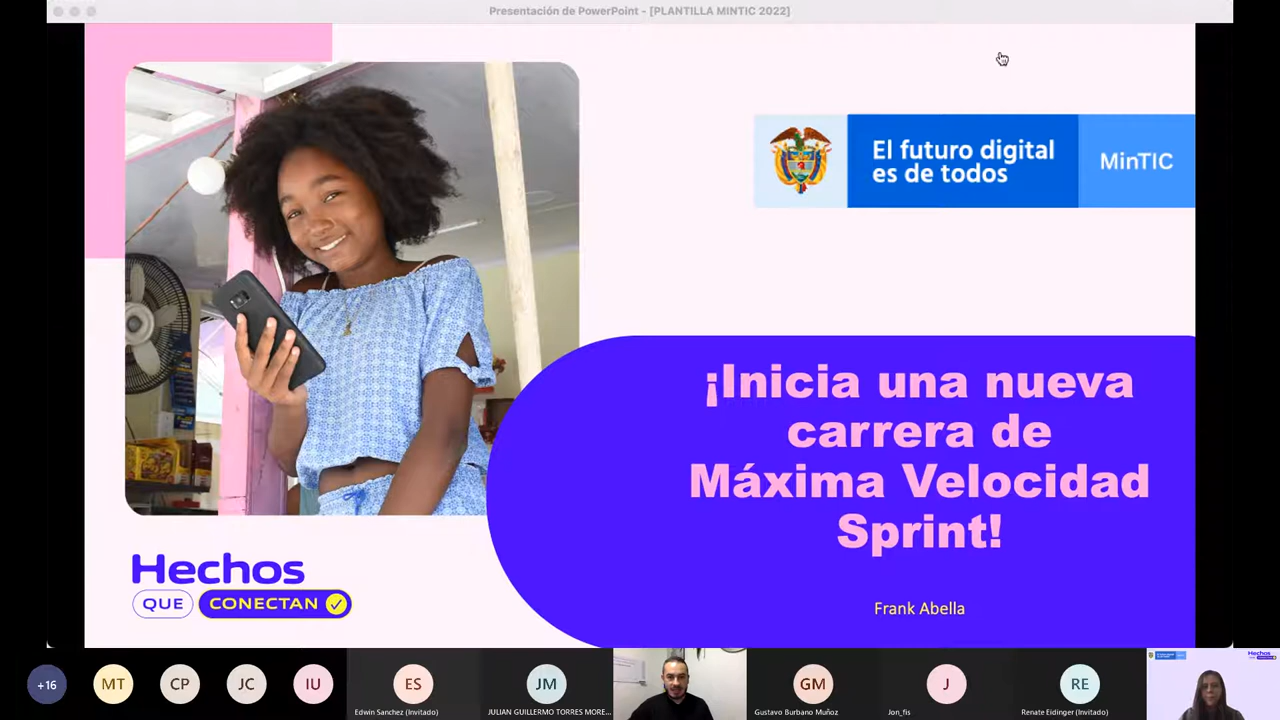 Presentación de PowerPoint - [PLANTILLA MINTIC 2022]
El futuro digital
es de todos
MinTIC
¡Inicia una nueva
carrera de
Máxima Velocidad
Sprint!
Frank Abella
Hechos
QUE CONECTAN
+16
MT
CP
JC
IU
ES
Edwin Sanchez (Invitado)
JM
JULIAN GUILLERMO TORRES MORE...
GM
Gustavo Burbano Muñoz
J
Jon_fis
RE
Renate Eidinger (Invitado)
Hechos